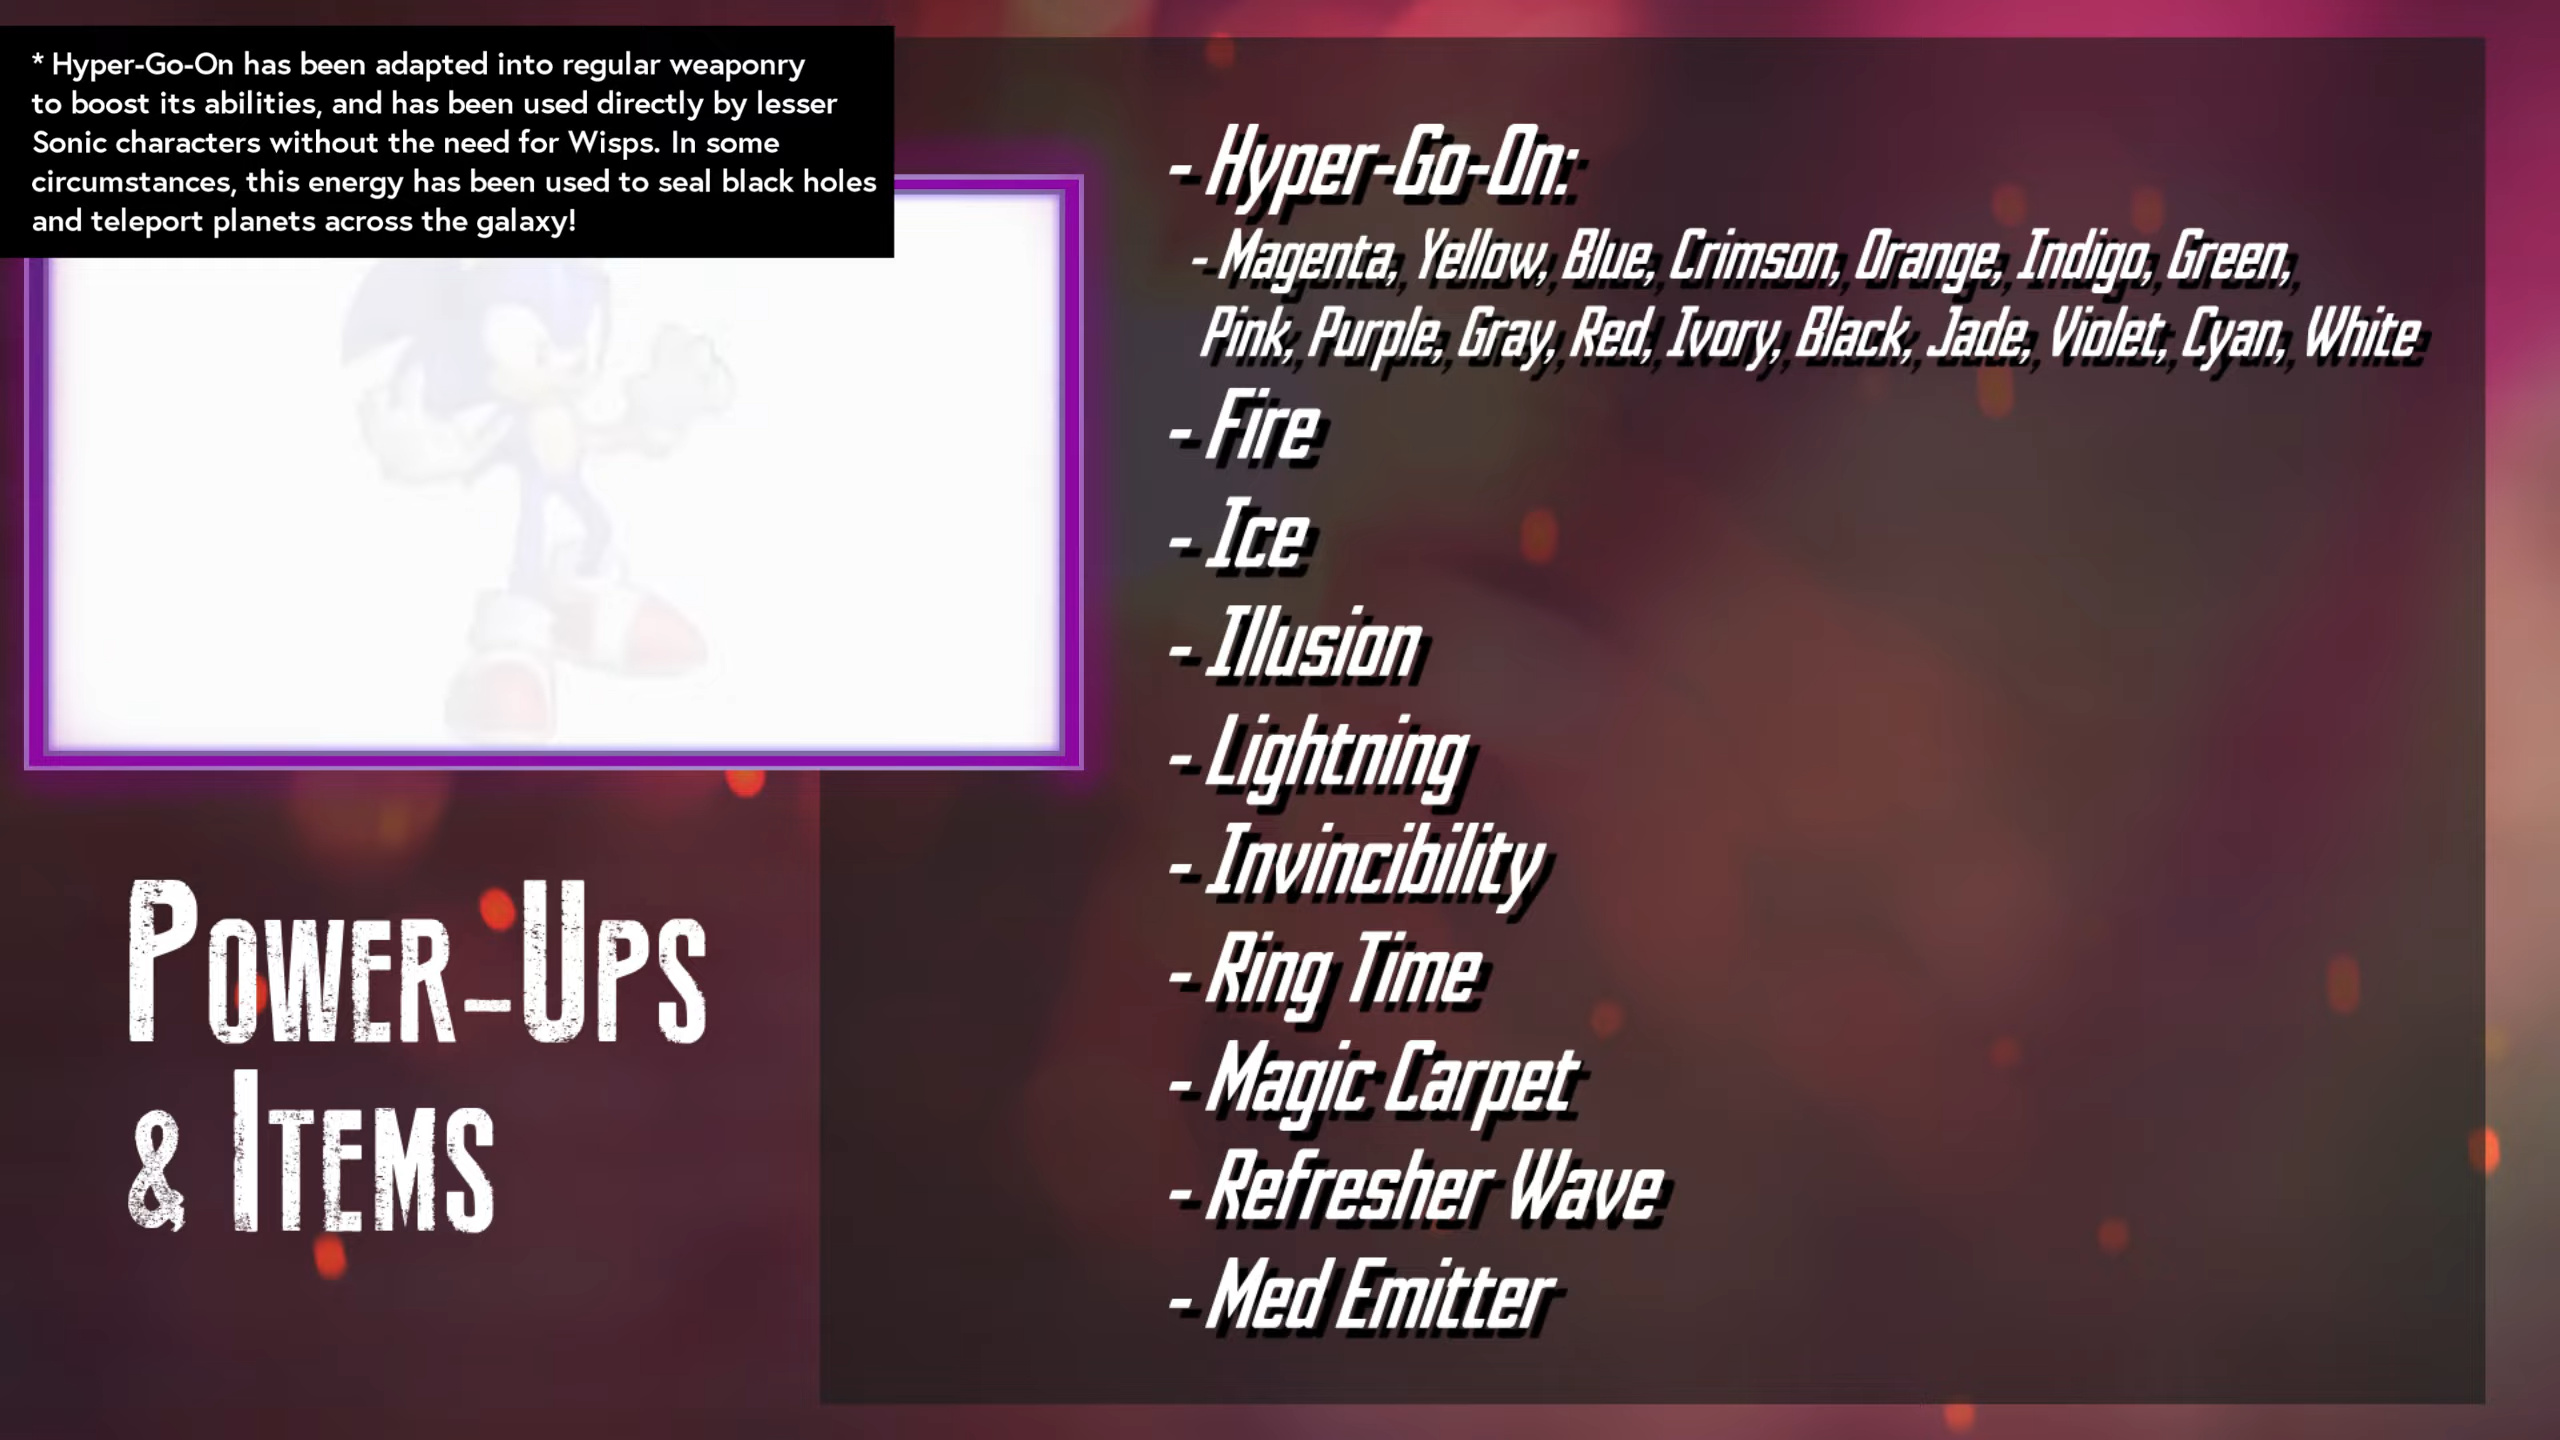 * Hyper-Go-On has been adapted into regular weaponry
to boost its abilities, and has been used directly by lesser
Sonic characters without the need for Wisps. In some
circumstances, this energy has been used to seal black holes
and teleport planets across the galaxy!
Power-Ups
& Items
- Hyper-Go-On:
- Magenta, Yellow, Blue, Crimson, Orange, Indigo, Green,
Pink, Purple, Gray, Red, Ivory, Black, Jade, Violet, Cyan, White
- Fire
- Ice
- Illusion
- Lightning
- Invincibility
- Ring Time
- Magic Carpet
- Refresher Wave
- Med Emitter